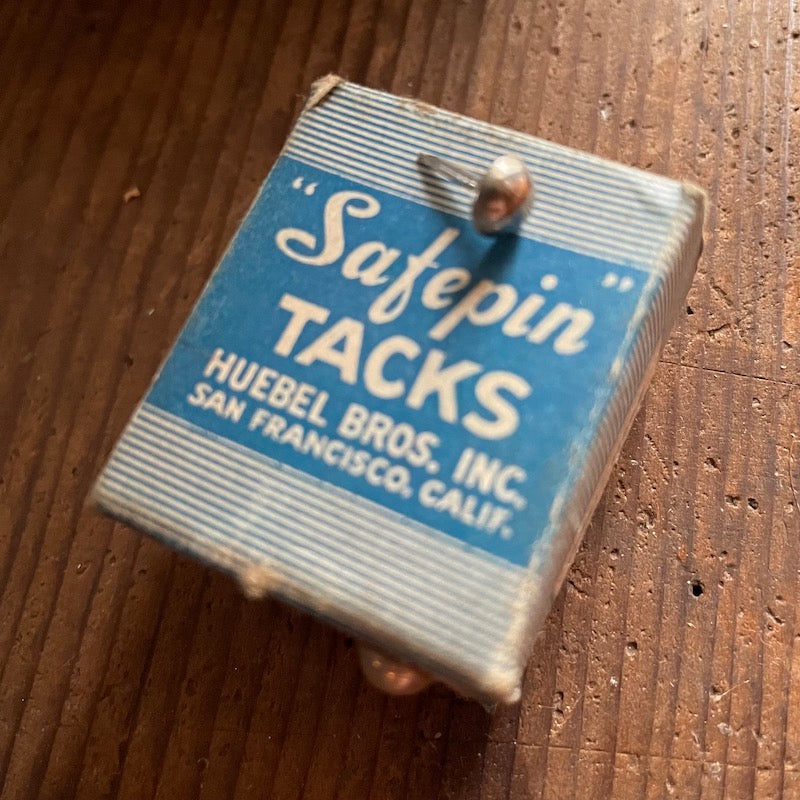 "Safepin"
TACKS
HUEBEL BROS. INC.
SAN FRANCISCO, CALIF.